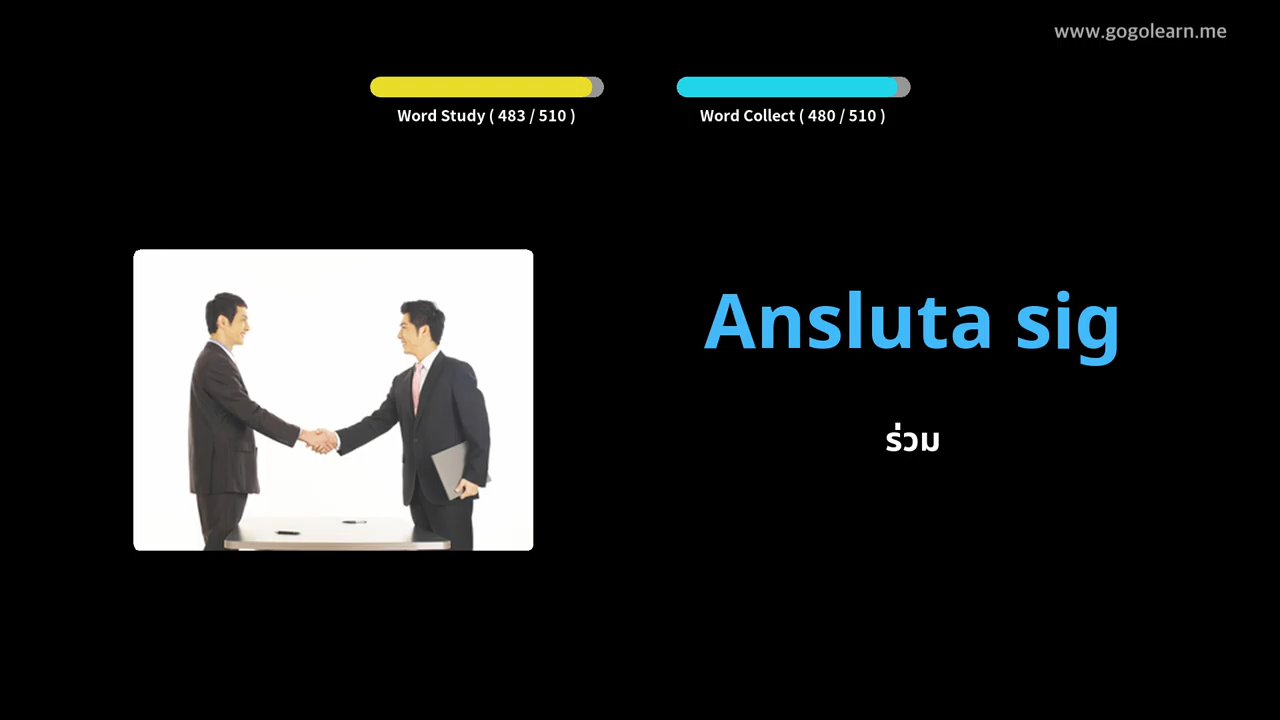 www.gogolearn.me
Word Study ( 483 / 510 )
Word Collect ( 480 / 510 )
Ansluta sig
ร่วม